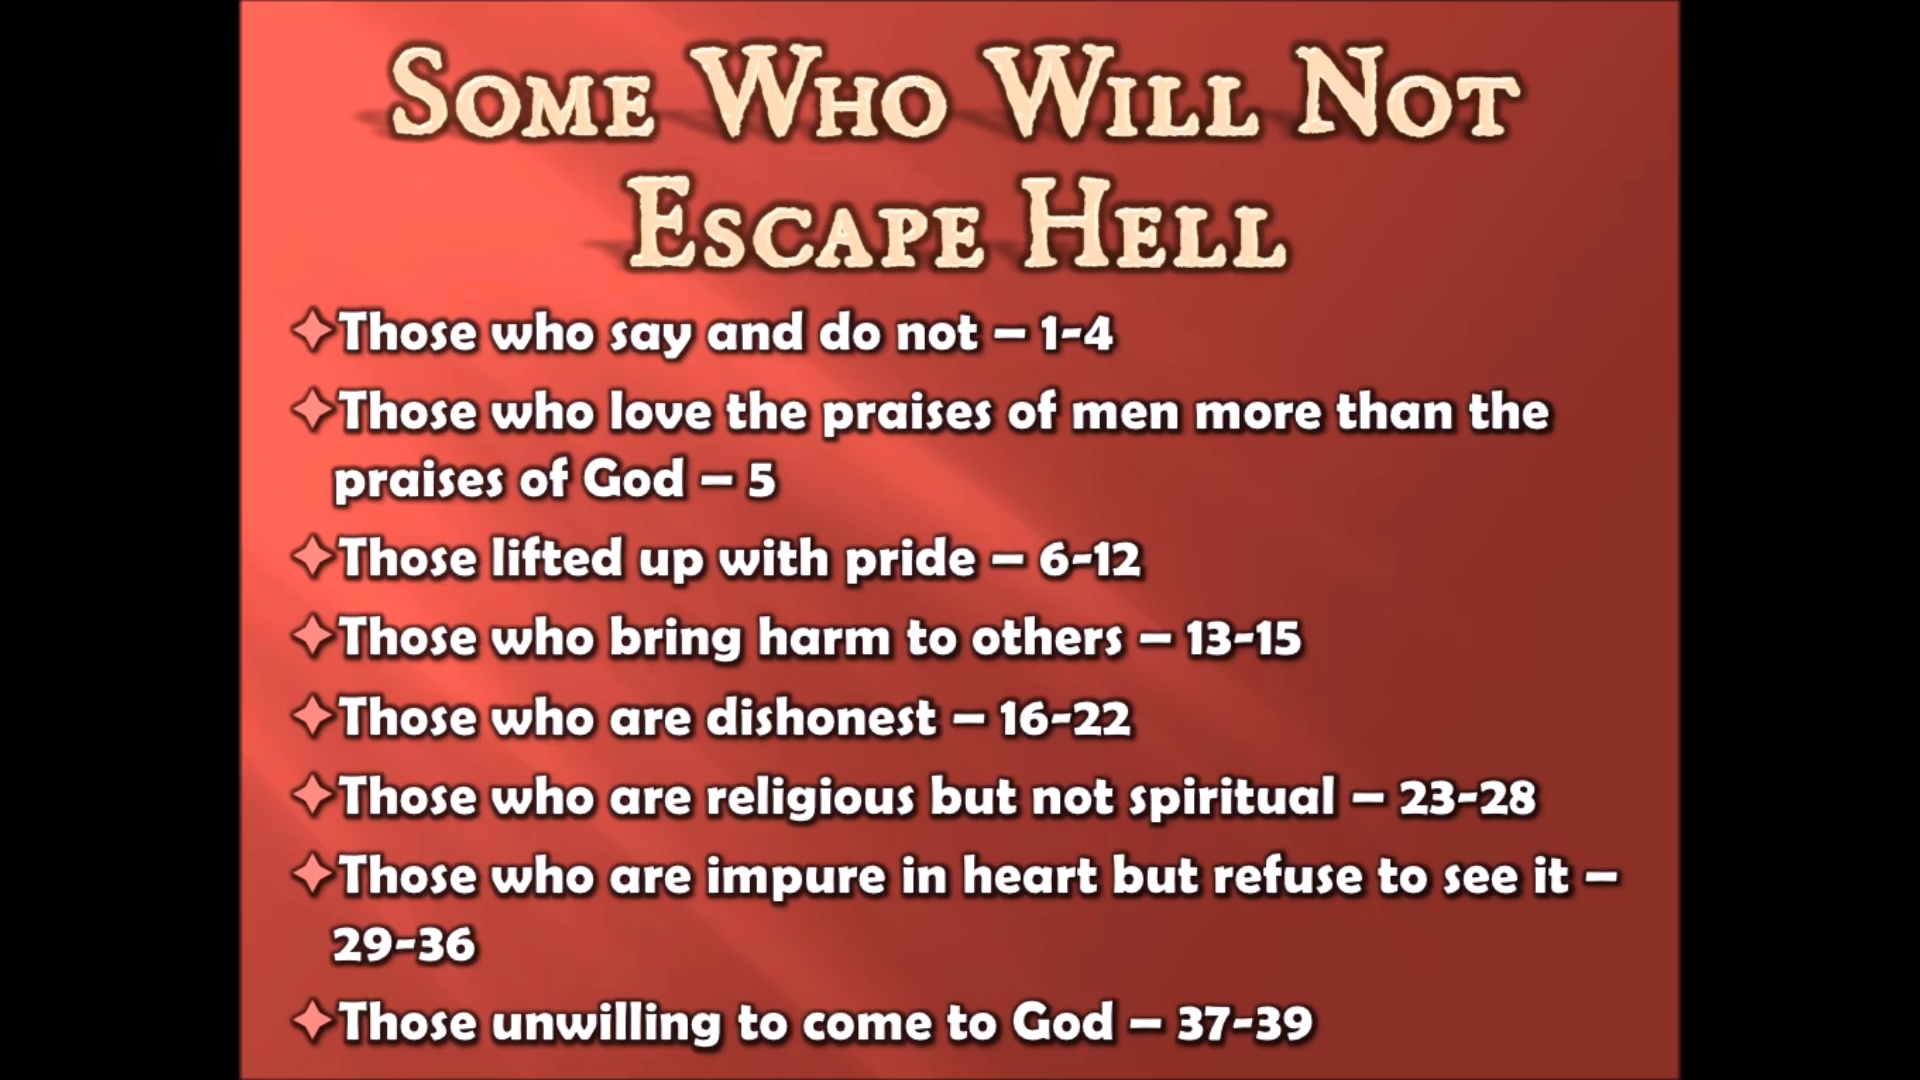 Some Who Will Not
Escape Hell
Those who say and do not – 1-4
Those who love the praises of men more than the
praises of God – 5
Those lifted up with pride – 6-12
Those who bring harm to others – 13-15
Those who are dishonest – 16-22
Those who are religious but not spiritual – 23-28
Those who are impure in heart but refuse to see it –
29-36
Those unwilling to come to God – 37-39